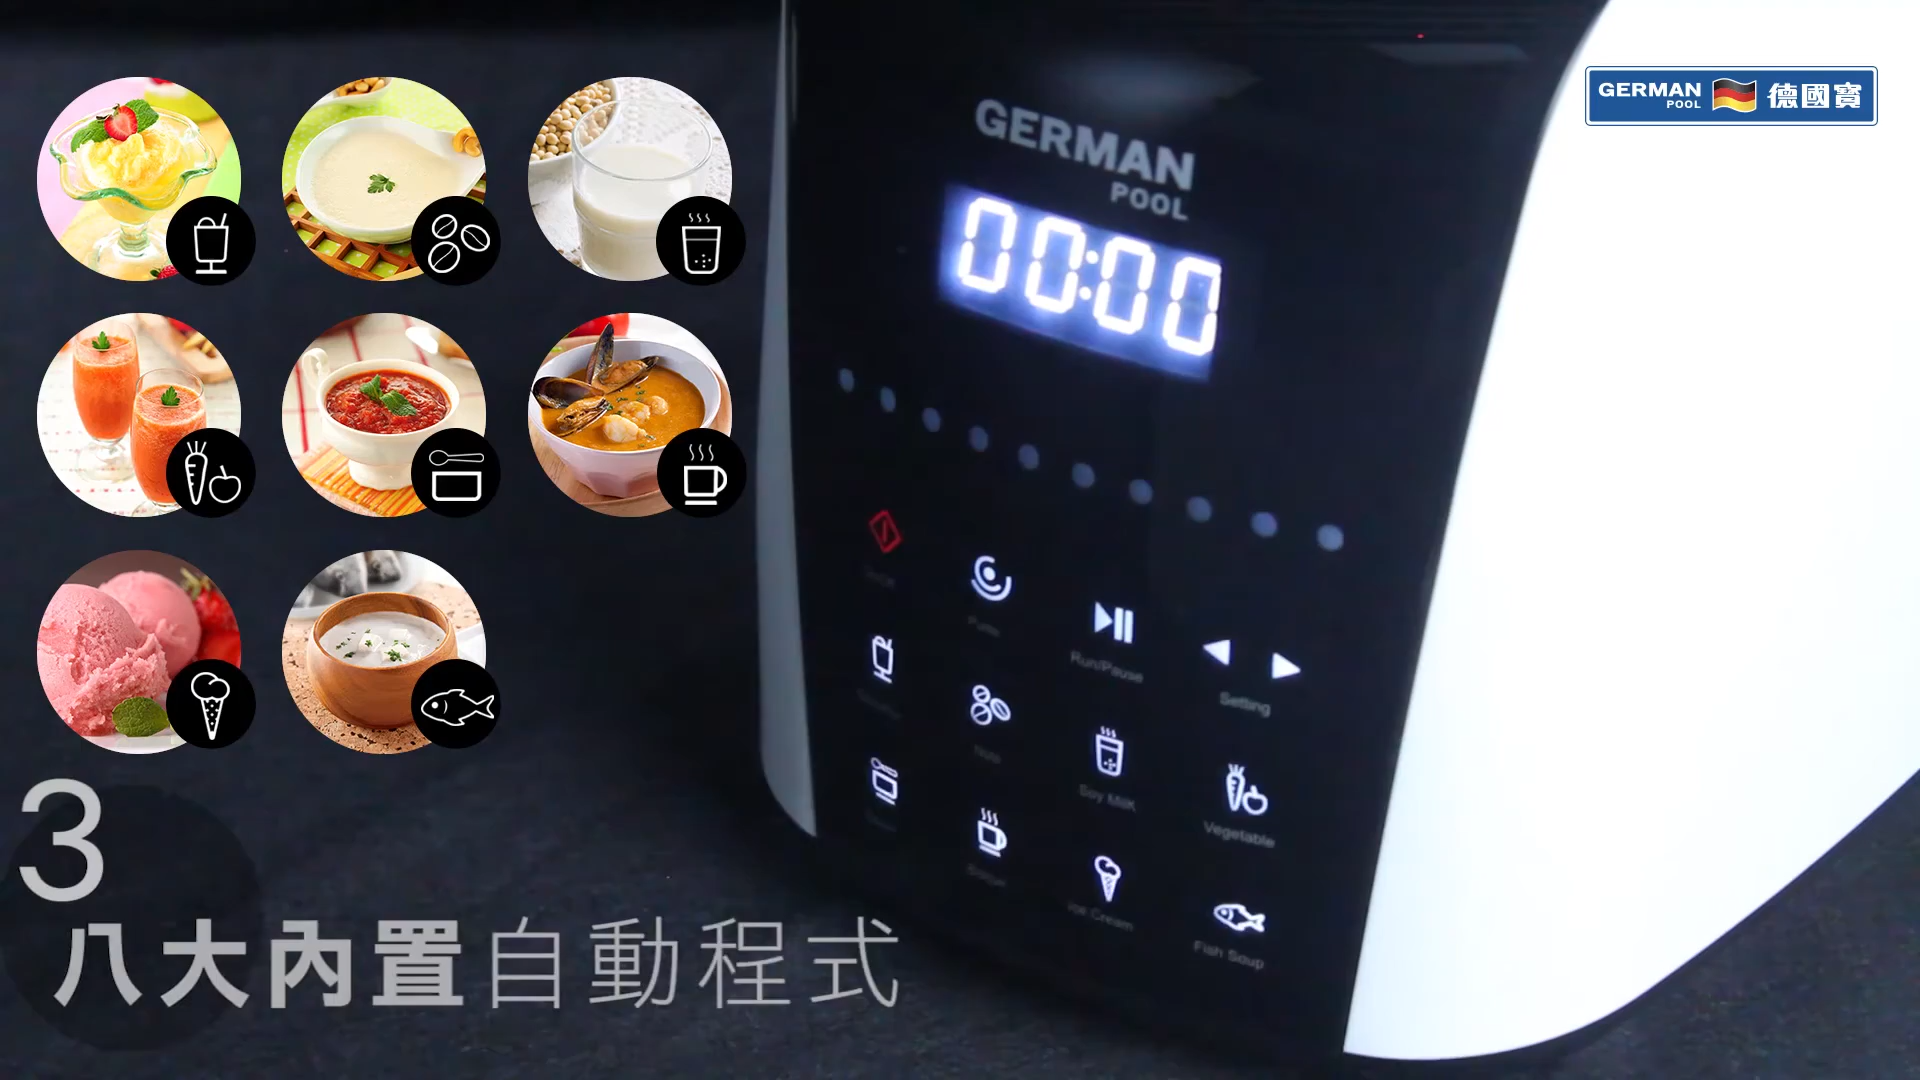 GERMAN
POOL
德國寶
GERMAN
POOL
00:00
Run/Pause
Setting
Soy Milk
Vegetable
Ice Cream
Fish Soup
3
八大內置自動程式